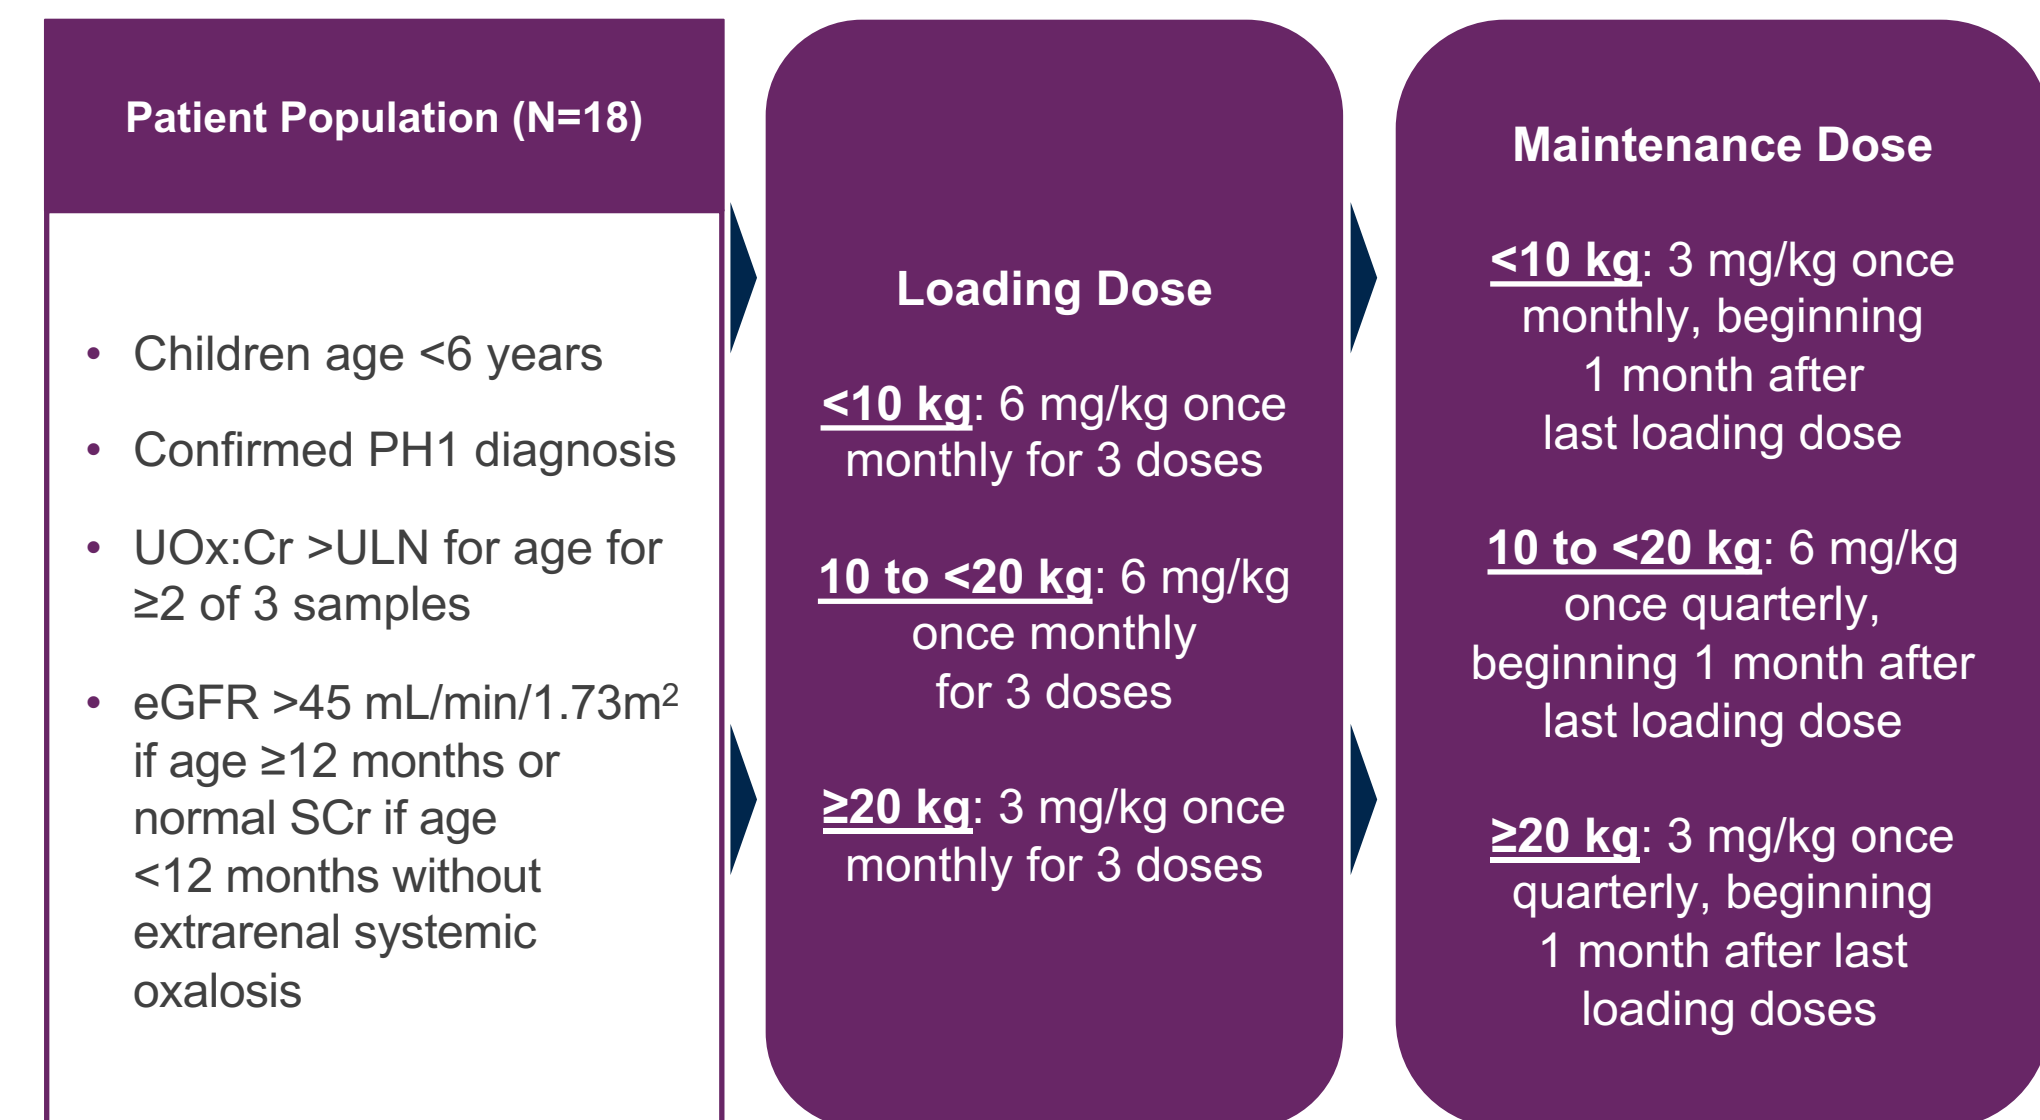 Patient Population (N=18)
• Children age <6 years
• Confirmed PH1 diagnosis
• UOx:Cr >ULN for age for
≥2 of 3 samples
• eGFR >45 mL/min/1.73m²
if age ≥12 months or
normal SCr if age
<12 months without
extrarenal systemic
oxalosis
Loading Dose
<10 kg: 6 mg/kg once
monthly for 3 doses
10 to <20 kg: 6 mg/kg
once monthly
for 3 doses
≥20 kg: 3 mg/kg once
monthly for 3 doses
Maintenance Dose
<10 kg: 3 mg/kg once
monthly, beginning
1 month after
last loading dose
10 to <20 kg: 6 mg/kg
once quarterly,
beginning 1 month after
last loading dose
≥20 kg: 3 mg/kg once
quarterly, beginning
1 month after last
loading doses